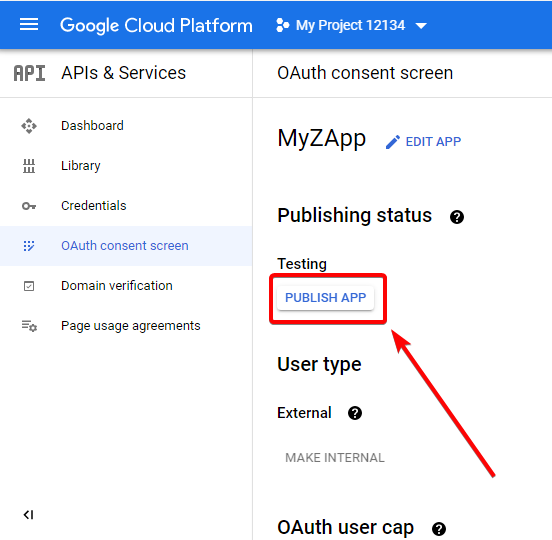 Google Cloud Platform
My Project 12134
API
APIs & Services
OAuth consent screen
Dashboard
Library
Credentials
OAuth consent screen
Domain verification
Page usage agreements
MyZApp
EDIT APP
Publishing status
Testing
PUBLISH APP
User type
External
MAKE INTERNAL
OAuth user cap